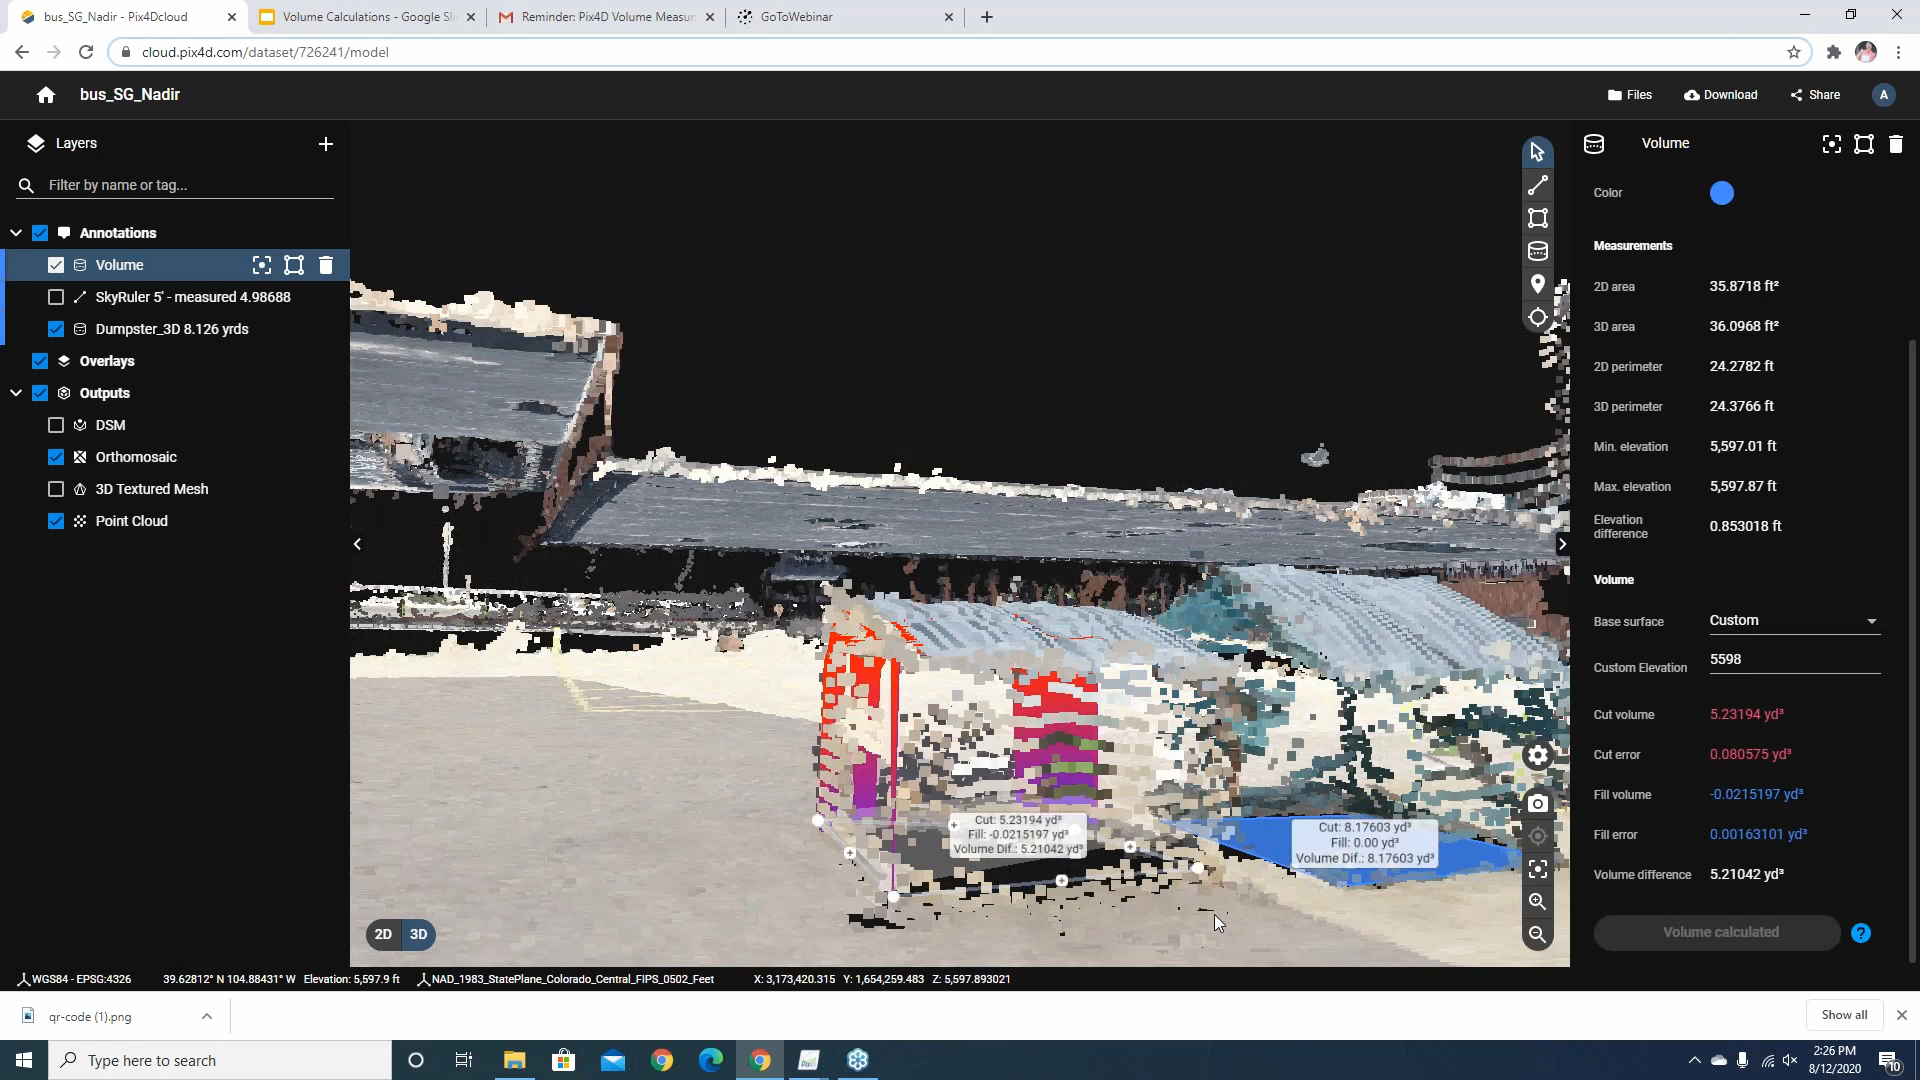 bus_SG_Nadir - Pix4Dcloud
Volume Calculations - Google Sli
Reminder: Pix4D Volume Measur
GoToWebinar
cloud.pix4d.com/dataset/726241/model
bus_SG_Nadir
Files
Download
Share
A
Layers
Filter by name or tag...
Annotations
Volume
SkyRuler 5' - measured 4.98688
Dumpster_3D 8.126 yrds
Overlays
Outputs
DSM
Orthomosaic
3D Textured Mesh
Point Cloud
Cut: 5.23194 yd³
Fill: -0.0215197 yd³
Volume Dif.: 5.21042 yd³
Cut: 8.17603 yd³
Fill: 0.00 yd³
Volume Dif.: 8.17603 yd³
2D 3D
Volume
Color
Measurements
2D area 35.8718 ft²
3D area 36.0968 ft²
2D perimeter 24.2782 ft
3D perimeter 24.3766 ft
Min. elevation 5,597.01 ft
Max. elevation 5,597.87 ft
Elevation
difference 0.853018 ft
Volume
Base surface Custom
Custom Elevation 5598
Cut volume 5.23194 yd³
Cut error 0.080575 yd³
Fill volume -0.0215197 yd³
Fill error 0.00163101 yd³
Volume difference 5.21042 yd³
Volume calculated ?
WGS84 - EPSG:4326 39.62812° N 104.88431° W Elevation: 5,597.9 ft NAD_1983_StatePlane_Colorado_Central_FIPS_0502_Feet X: 3,173,420.315 Y: 1,654,259.483 Z: 5,597.893021
qr-code (1).png
Show all
Type here to search
2:26 PM
8/12/2020
10